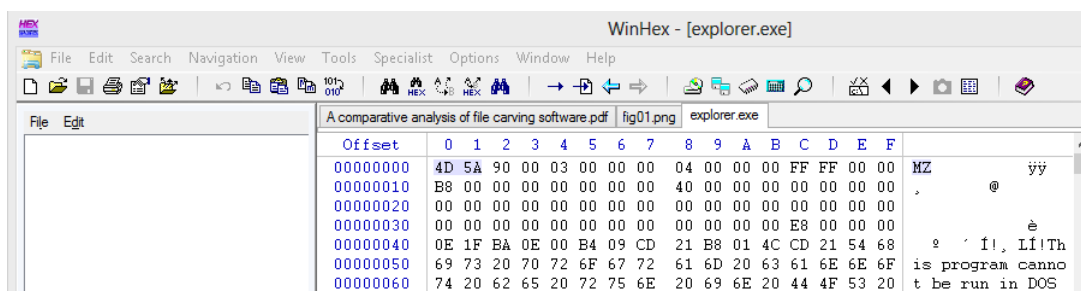 HEX
WinHex - [explorer.exe]
File Edit Search Navigation View Tools Specialist Options Window Help
File Edit
A comparative analysis of file carving software.pdf fig01.png explorer.exe
Offset 0 1 2 3 4 5 6 7 8 9 A B C D E F
00000000 4D 5A 90 00 03 00 00 00 04 00 00 00 FF FF 00 00 MZ ÿÿ
00000010 B8 00 00 00 00 00 00 00 40 00 00 00 00 00 00 00 ¸ @
00000020 00 00 00 00 00 00 00 00 00 00 00 00 00 00 00 00
00000030 00 00 00 00 00 00 00 00 00 00 00 00 E8 00 00 00 è
00000040 0E 1F BA 0E 00 B4 09 CD 21 B8 01 4C CD 21 54 68 º ´ Í!¸ LÍ!Th
00000050 69 73 20 70 72 6F 67 72 61 6D 20 63 61 6E 6E 6F is program canno
00000060 74 20 62 65 20 72 75 6E 20 69 6E 20 44 4F 53 20 t be run in DOS